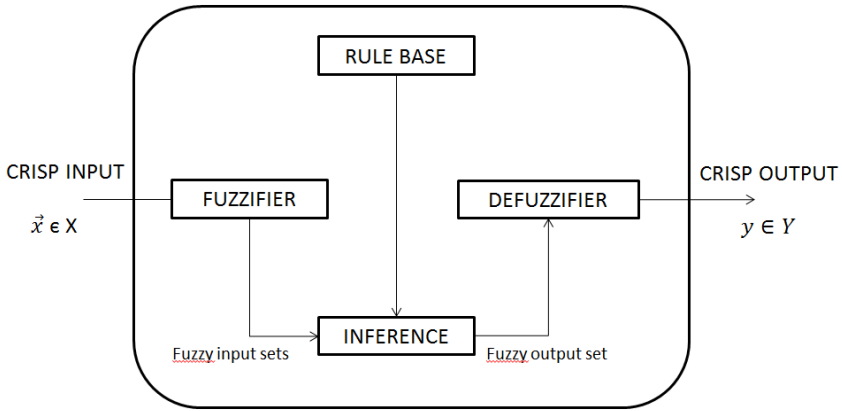 RULE BASE
CRISP INPUT
FUZZIFIER
DEFUZZIFIER
CRISP OUTPUT
x⃗ ϵ X
y ∈ Y
INFERENCE
Fuzzy input sets
Fuzzy output set